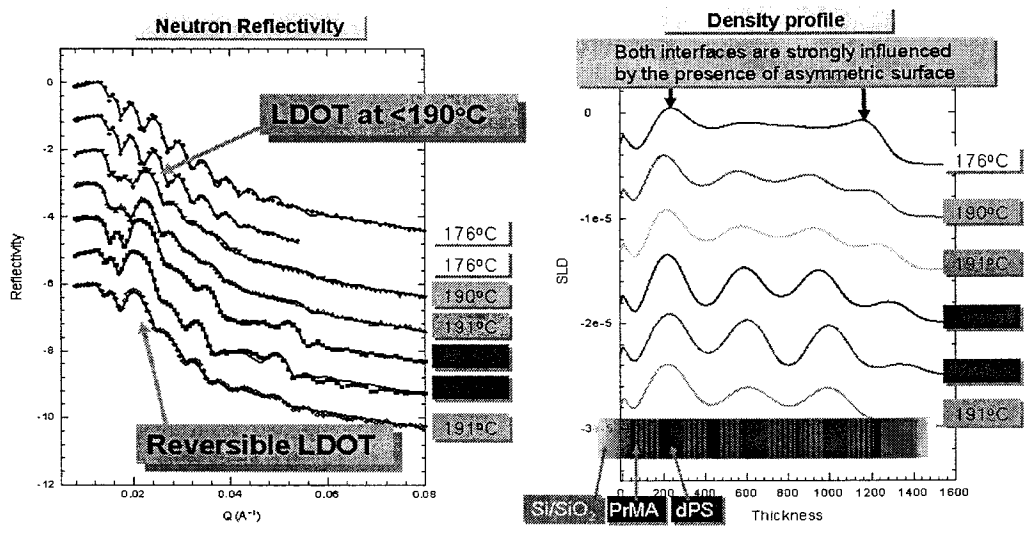 Neutron Reflectivity
LDOT at <190°C
Reversible LDOT
Reflectivity
0
-2
-4
-6
-8
-10
-12
0.02
0.04
0.06
0.08
Q (A⁻¹)
176°C
176°C
190°C
191°C
191°C
Density profile
Both interfaces are strongly influenced
by the presence of asymmetric surface
SLD
0
-1e-5
-2e-5
-3e-5
176°C
190°C
191°C
191°C
0
200
400
600
800
1000
1200
1400
1600
Si/SiO₂
PrMA
dPS
Thickness